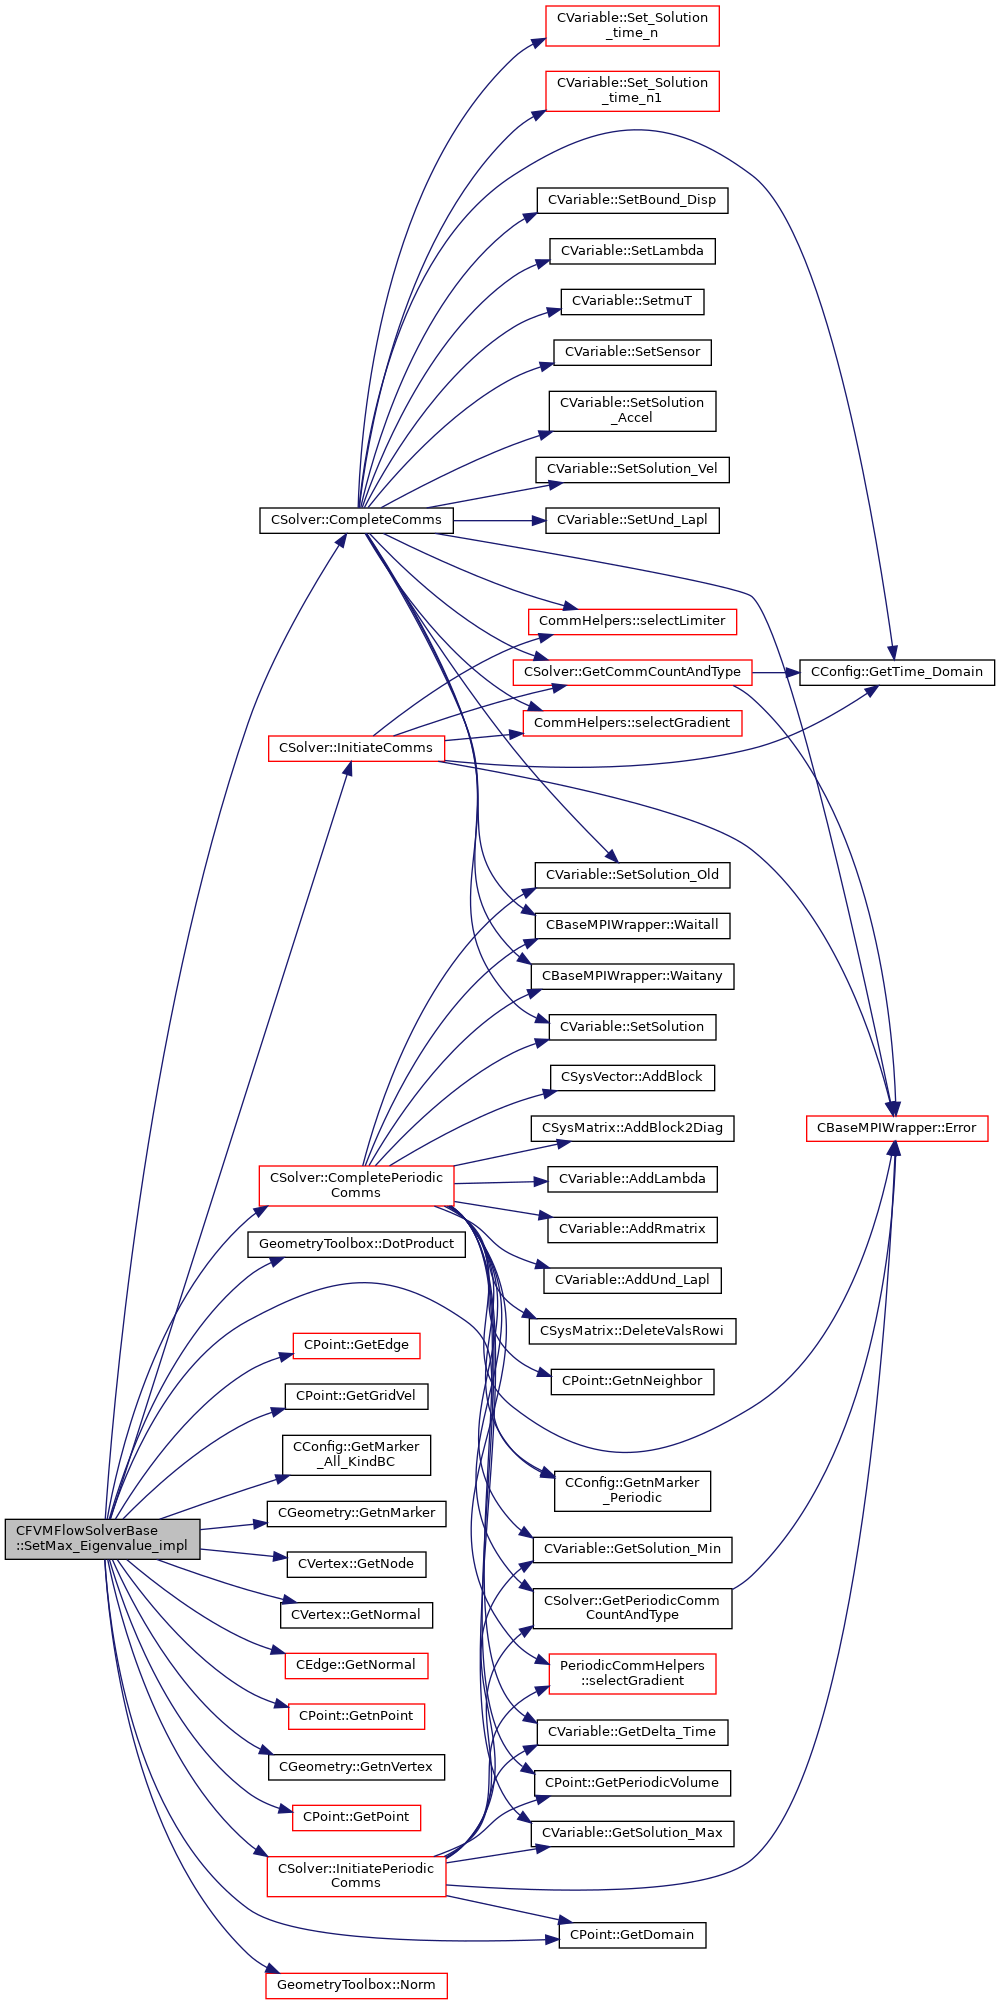 CVariable::Set_Solution
_time_n
CVariable::Set_Solution
_time_n1
CVariable::SetBound_Disp
CVariable::SetLambda
CVariable::SetmuT
CVariable::SetSensor
CVariable::SetSolution
_Accel
CVariable::SetSolution_Vel
CSolver::CompleteComms
CVariable::SetUnd_Lapl
CommHelpers::selectLimiter
CSolver::GetCommCountAndType
CConfig::GetTime_Domain
CommHelpers::selectGradient
CSolver::InitiateComms
CVariable::SetSolution_Old
CBaseMPIWrapper::Waitall
CBaseMPIWrapper::Waitany
CVariable::SetSolution
CSysVector::AddBlock
CSysMatrix::AddBlock2Diag
CBaseMPIWrapper::Error
CSolver::CompletePeriodic
Comms
CVariable::AddLambda
CVariable::AddRmatrix
GeometryToolbox::DotProduct
CVariable::AddUnd_Lapl
CSysMatrix::DeleteValsRowi
CPoint::GetEdge
CPoint::GetnNeighbor
CPoint::GetGridVel
CConfig::GetMarker
_All_KindBC
CConfig::GetnMarker
_Periodic
CGeometry::GetnMarker
CFVMFlowSolverBase
::SetMax_Eigenvalue_impl
CVariable::GetSolution_Min
CVertex::GetNode
CSolver::GetPeriodicComm
CountAndType
CVertex::GetNormal
CEdge::GetNormal
PeriodicCommHelpers
::selectGradient
CPoint::GetnPoint
CVariable::GetDelta_Time
CGeometry::GetnVertex
CPoint::GetPeriodicVolume
CPoint::GetPoint
CVariable::GetSolution_Max
CSolver::InitiatePeriodic
Comms
CPoint::GetDomain
GeometryToolbox::Norm